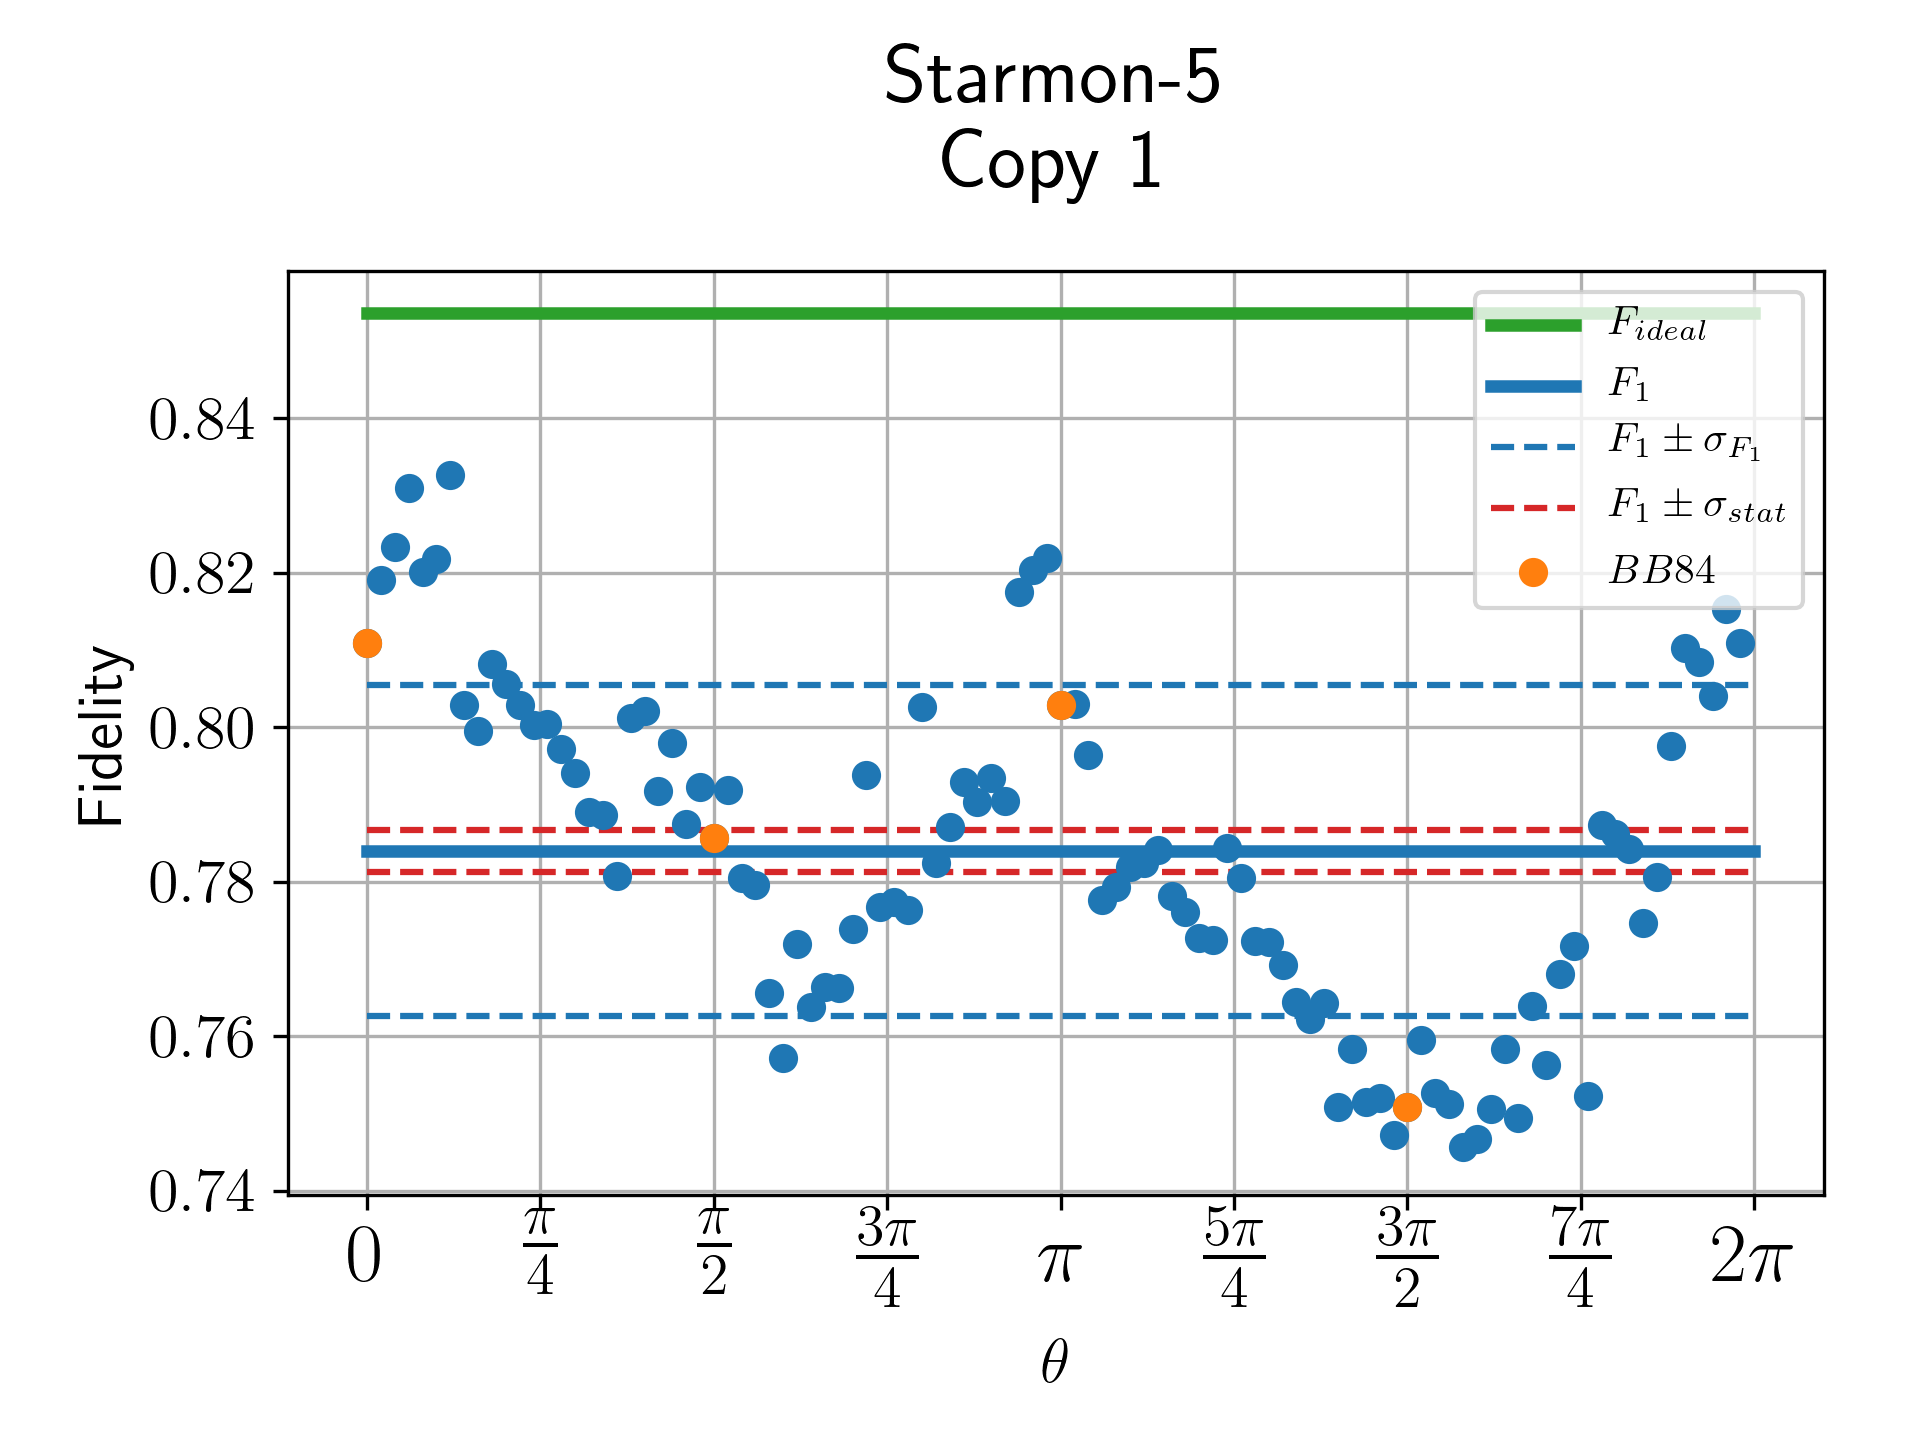 Starmon-5
Copy 1
F_ideal
F_1
F_1 ± σ_F_1
F_1 ± σ_stat
BB84
Fidelity
0.84
0.82
0.80
0.78
0.76
0.74
0 π/4 π/2 3π/4 π 5π/4 3π/2 7π/4 2π
θ